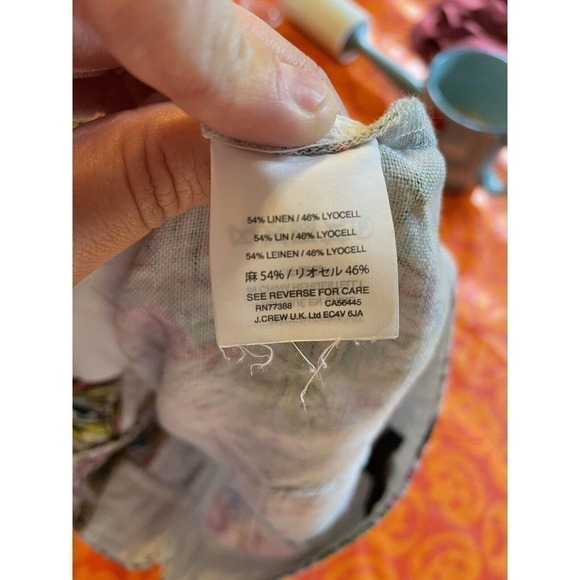 54% LINEN / 46% LYOCELL
54% LIN / 46% LYOCELL
54% LEINEN / 46% LYOCELL
麻 54% / リオセル 46%
SEE REVERSE FOR CARE
RN77388 CA56445
J.CREW U.K. Ltd EC4V 6JA